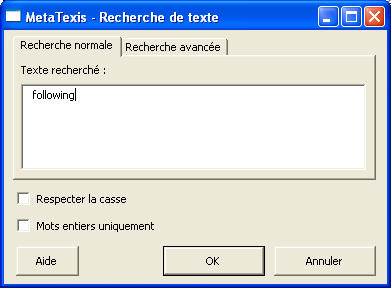 MetaTexis - Recherche de texte
Recherche normale
Recherche avancée
Texte recherché :
following
Respecter la casse
Mots entiers uniquement
Aide
OK
Annuler